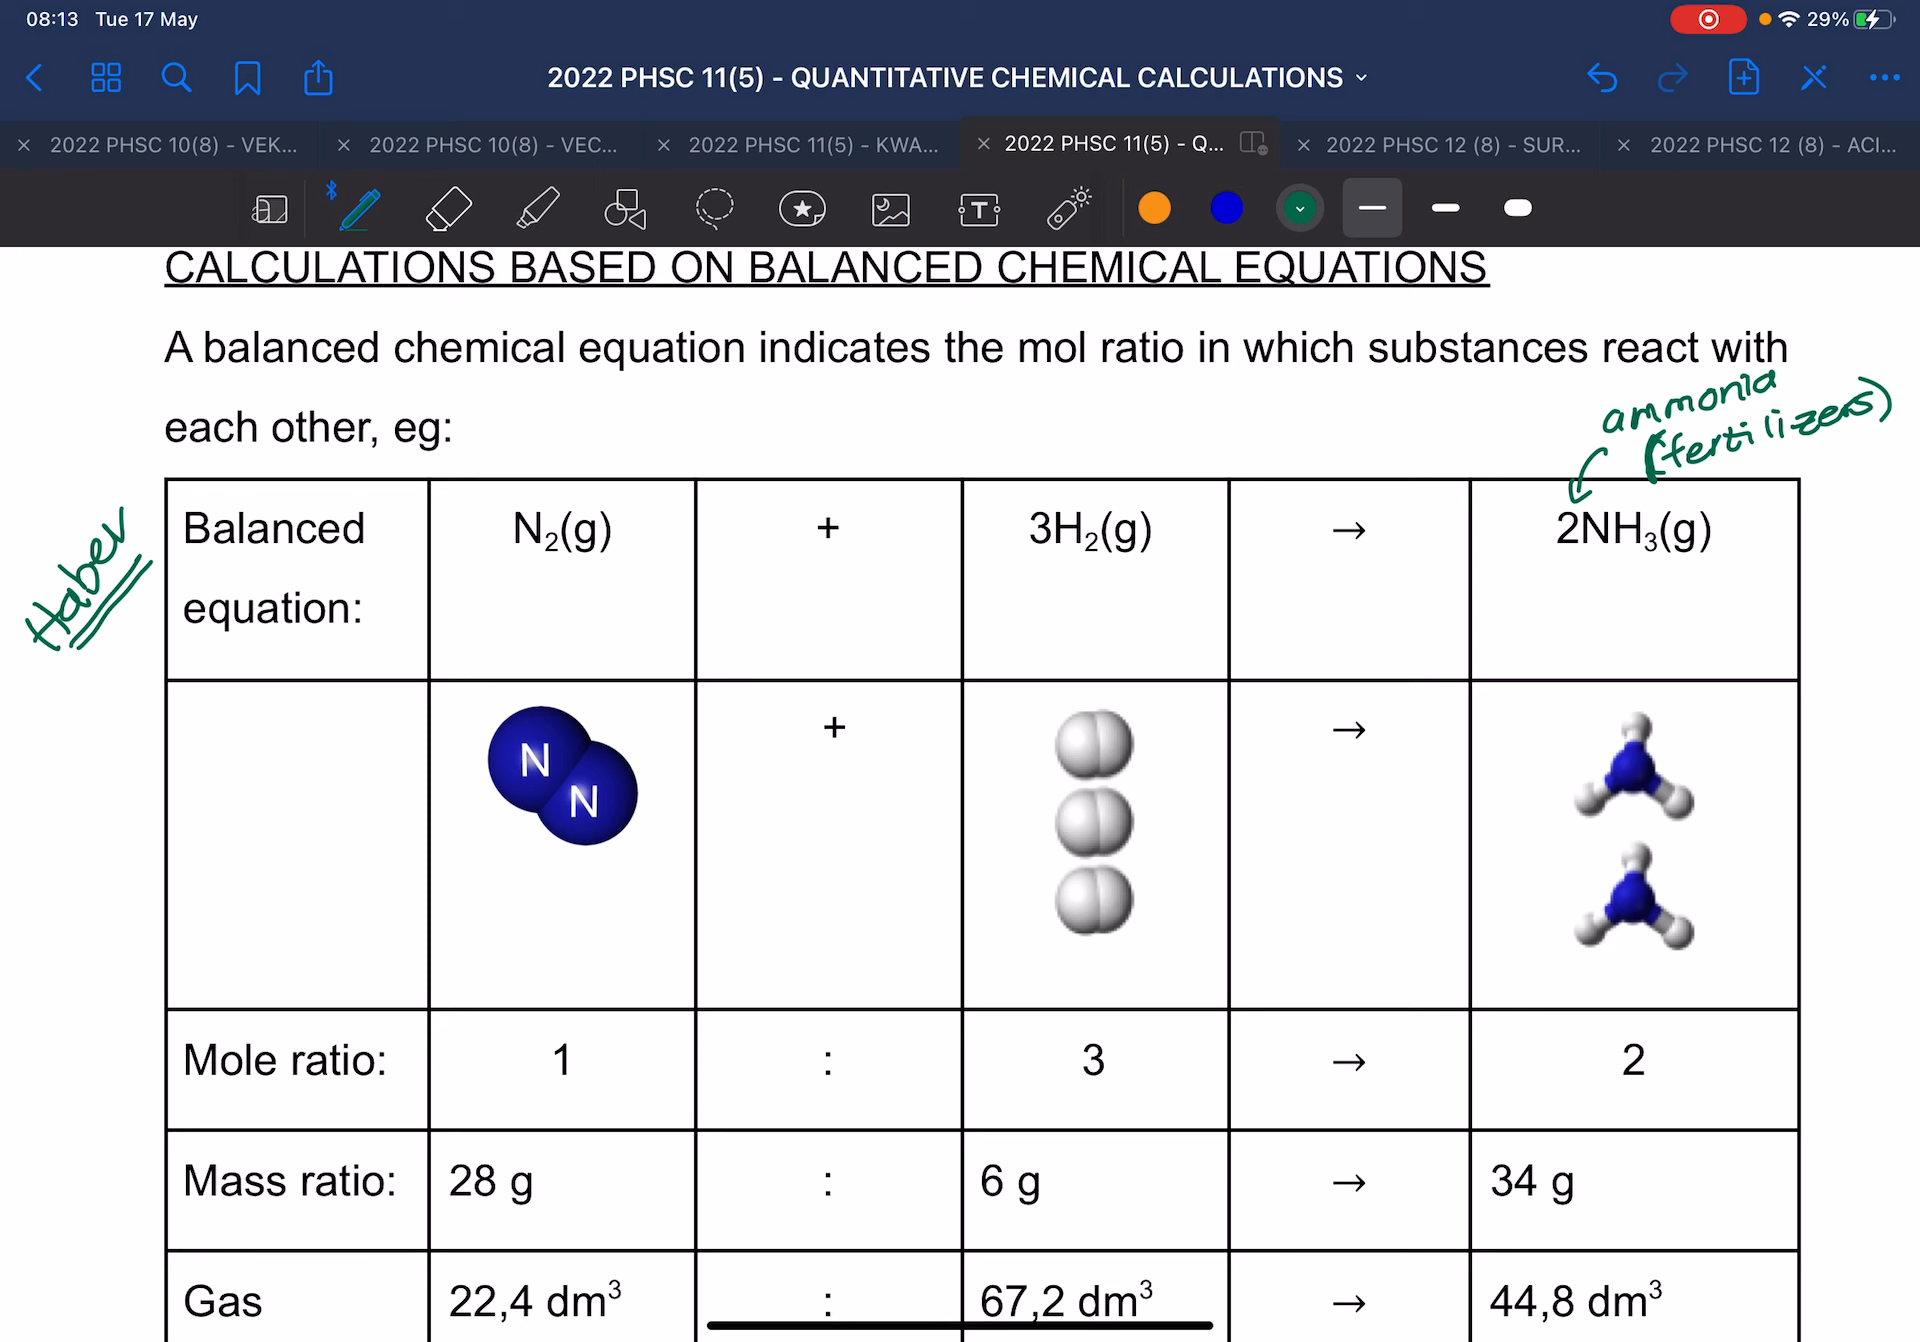 08:13 Tue 17 May
29%
2022 PHSC 11(5) - QUANTITATIVE CHEMICAL CALCULATIONS
2022 PHSC 10(8) - VEK...
2022 PHSC 10(8) - VEC...
2022 PHSC 11(5) - KWA...
2022 PHSC 11(5) - Q...
2022 PHSC 12 (8) - SUR...
2022 PHSC 12 (8) - ACI...
T
CALCULATIONS BASED ON BALANCED CHEMICAL EQUATIONS
A balanced chemical equation indicates the mol ratio in which substances react with
each other, eg:
ammonia
(fertilizers)
Haber
Balanced equation:
N₂(g) + 3H₂(g) → 2NH₃(g)
N
N
+ →
Mole ratio: 1 : 3 → 2
Mass ratio: 28 g : 6 g → 34 g
Gas 22,4 dm³ : 67,2 dm³ → 44,8 dm³